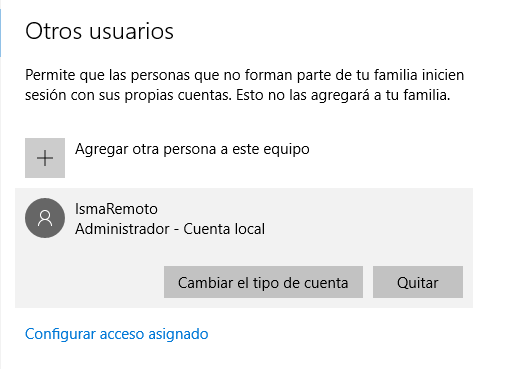 Otros usuarios
Permite que las personas que no forman parte de tu familia inicien
sesión con sus propias cuentas. Esto no las agregará a tu familia.
Agregar otra persona a este equipo
IsmaRemoto
Administrador - Cuenta local
Cambiar el tipo de cuenta
Quitar
Configurar acceso asignado